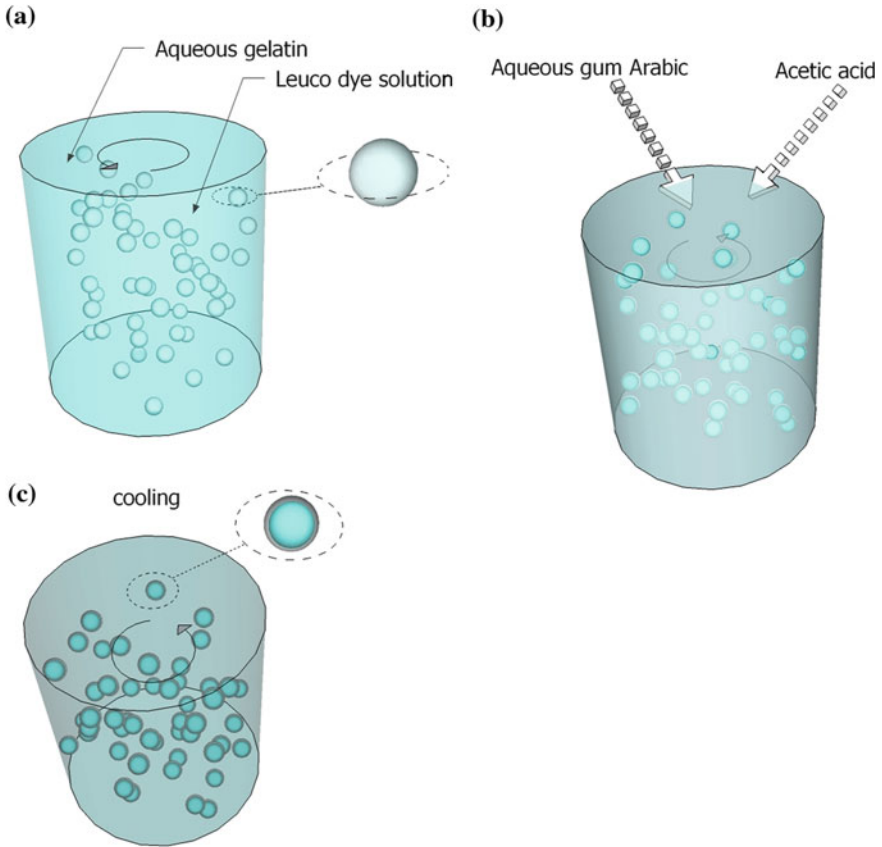 (a)
Aqueous gelatin
Leuco dye solution
(b)
Aqueous gum Arabic
Acetic acid
(c)
cooling